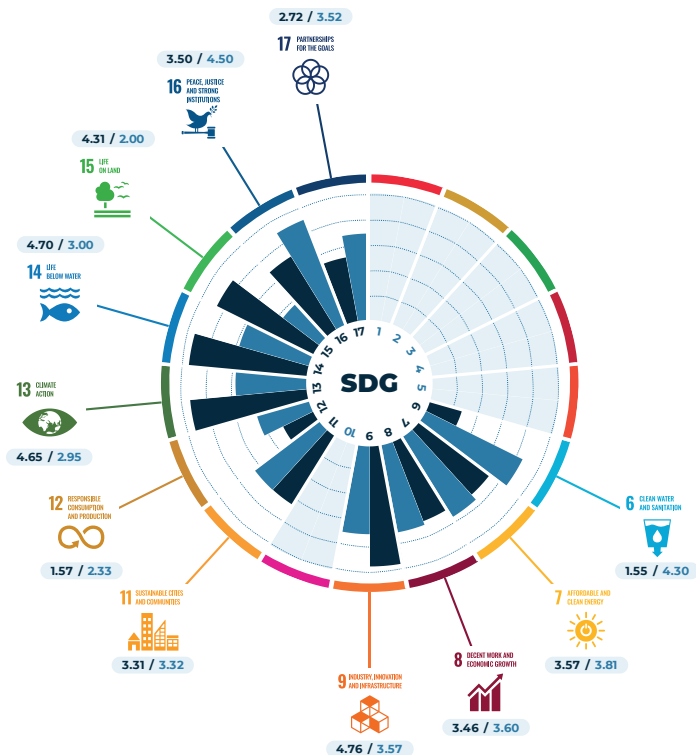 2.72 / 3.52
17 PARTNERSHIPS
FOR THE GOALS
3.50 / 4.50
16 PEACE, JUSTICE
AND STRONG
INSTITUTIONS
4.31 / 2.00
15 LIFE
ON LAND
4.70 / 3.00
14 LIFE
BELOW WATER
13 CLIMATE
ACTION
4.65 / 2.95
12 RESPONSIBLE
CONSUMPTION
AND PRODUCTION
1.57 / 2.33
11 SUSTAINABLE CITIES
AND COMMUNITIES
3.31 / 3.32
9 INDUSTRY, INNOVATION
AND INFRASTRUCTURE
4.76 / 3.57
8 DECENT WORK AND
ECONOMIC GROWTH
3.46 / 3.60
7 AFFORDABLE AND
CLEAN ENERGY
3.57 / 3.81
6 CLEAN WATER
AND SANITATION
1.55 / 4.30
SDG
1
2
3
4
5
6
7
8
9
10
11
12
13
14
15
16
17